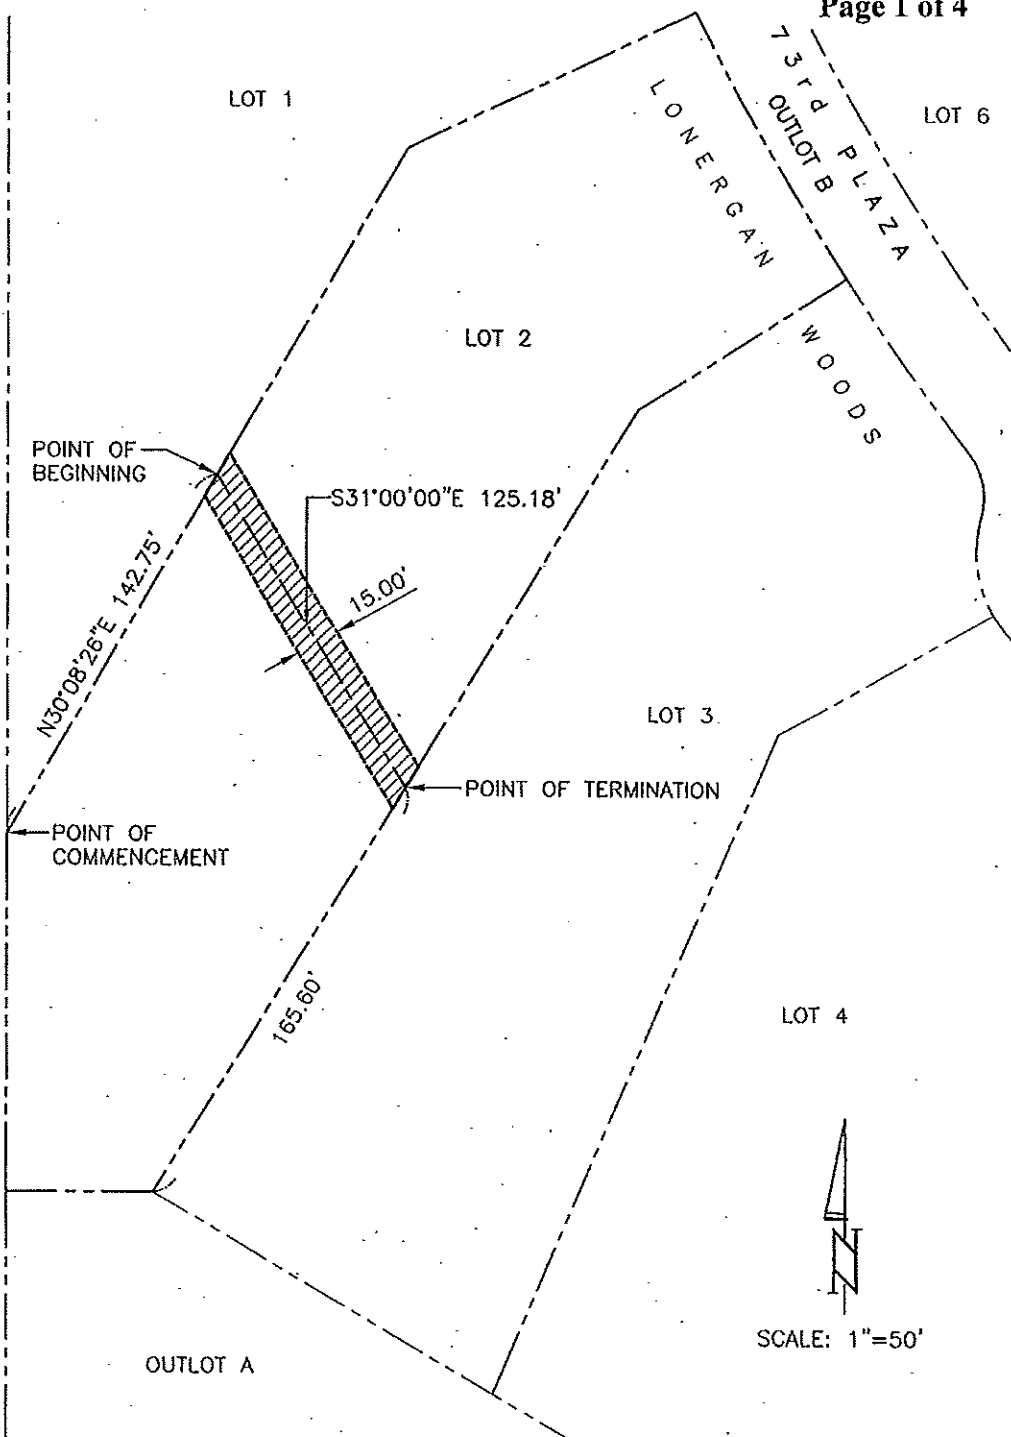 Page 1 of 4
LOT 1
73rd PLAZA
OUTLOT B
LOT 6
LONERGAN
WOODS
LOT 2
POINT OF
BEGINNING
S31°00'00"E 125.18'
15.00'
N30°08'26"E 142.75'
LOT 3
POINT OF TERMINATION
POINT OF
COMMENCEMENT
165.60'
LOT 4
N
SCALE: 1"=50'
OUTLOT A